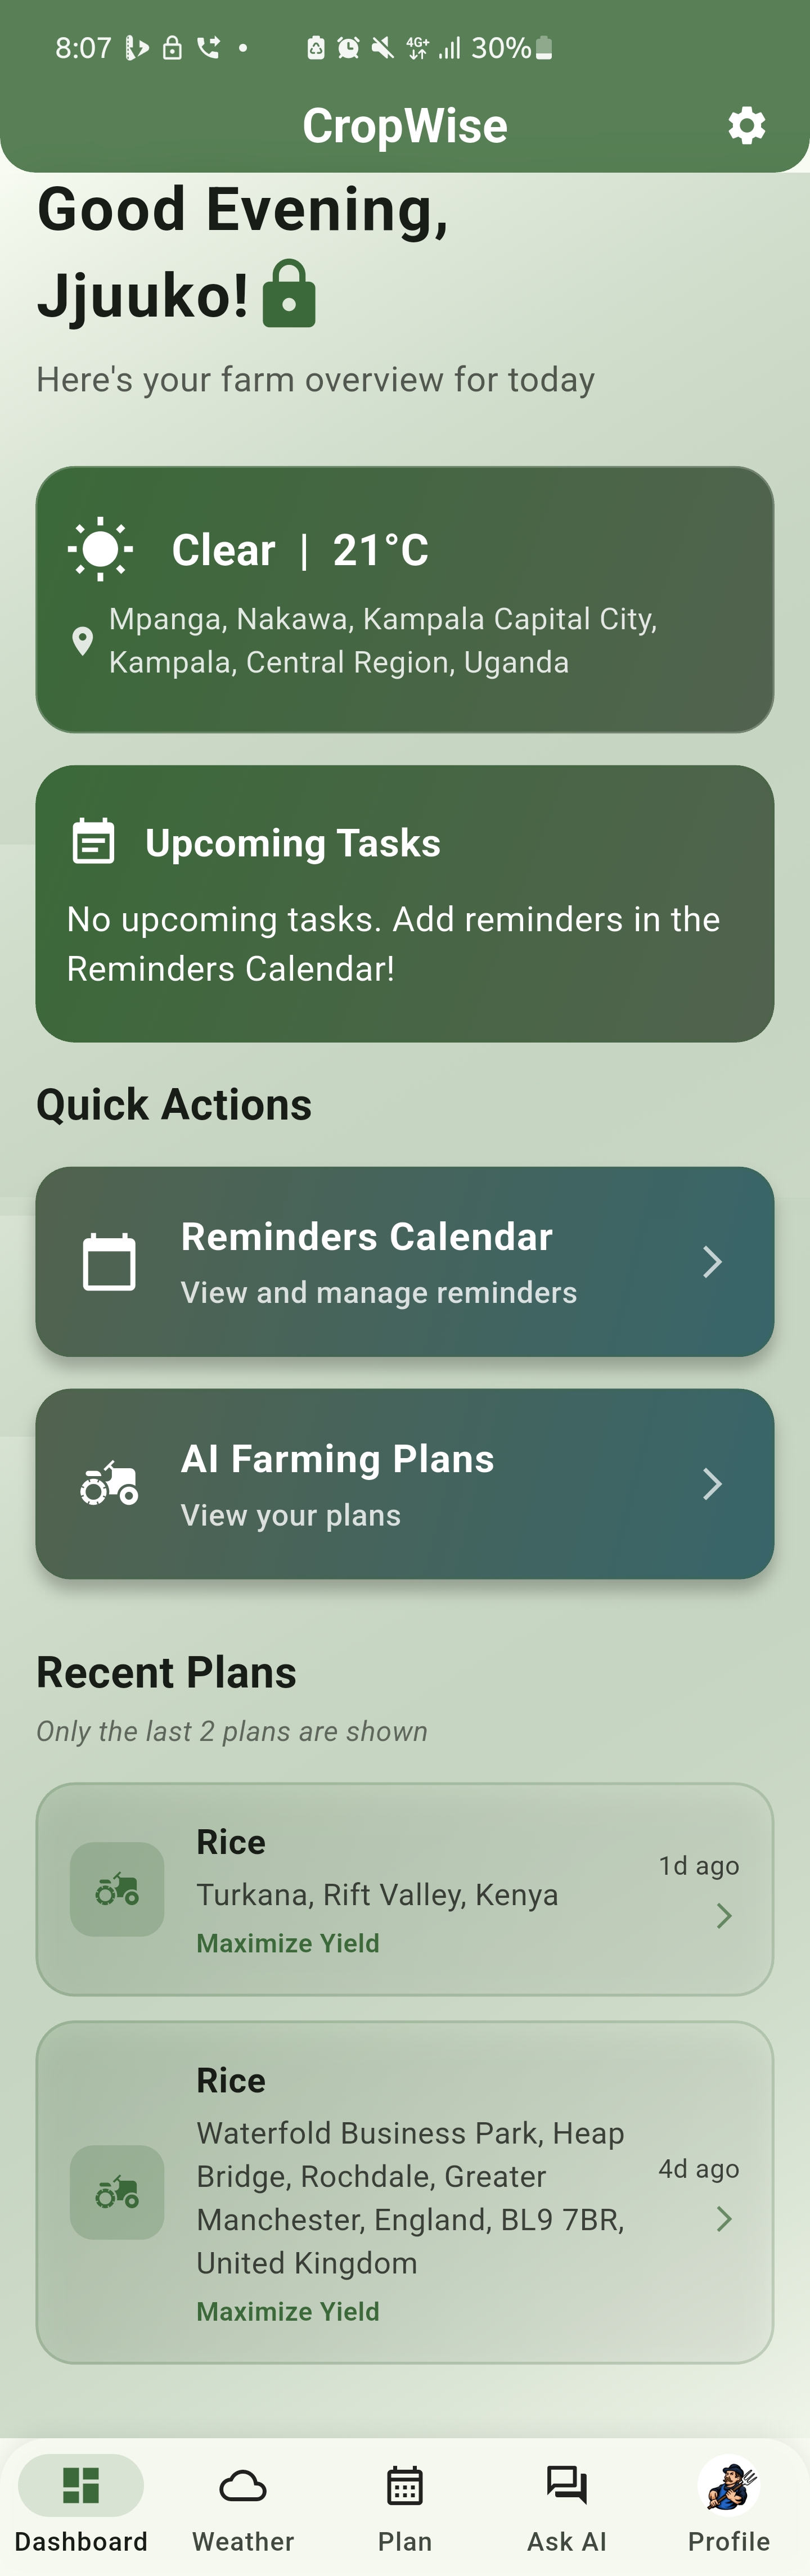 8:07
4G+
30%
CropWise
Good Evening,
Jjuuko!
Here's your farm overview for today
Clear | 21°C
Mpanga, Nakawa, Kampala Capital City,
Kampala, Central Region, Uganda
Upcoming Tasks
No upcoming tasks. Add reminders in the
Reminders Calendar!
Quick Actions
Reminders Calendar
View and manage reminders
AI Farming Plans
View your plans
Recent Plans
Only the last 2 plans are shown
Rice
1d ago
Turkana, Rift Valley, Kenya
Maximize Yield
Rice
Waterfold Business Park, Heap
Bridge, Rochdale, Greater
Manchester, England, BL9 7BR,
United Kingdom
4d ago
Maximize Yield
Dashboard
Weather
Plan
Ask AI
Profile